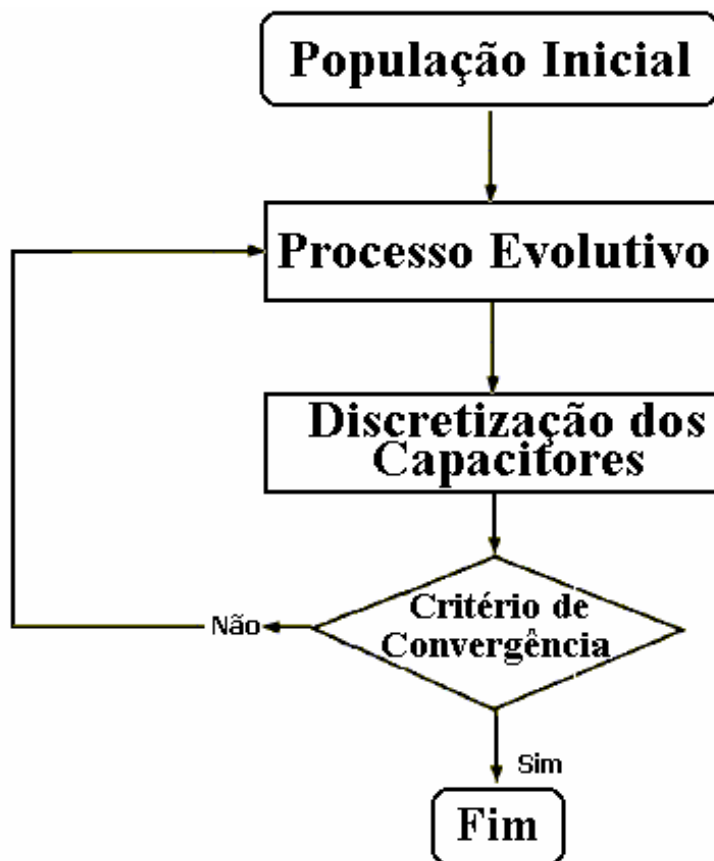 População Inicial
Processo Evolutivo
Discretização dos
Capacitores
Critério de
Convergência
Não
Sim
Fim